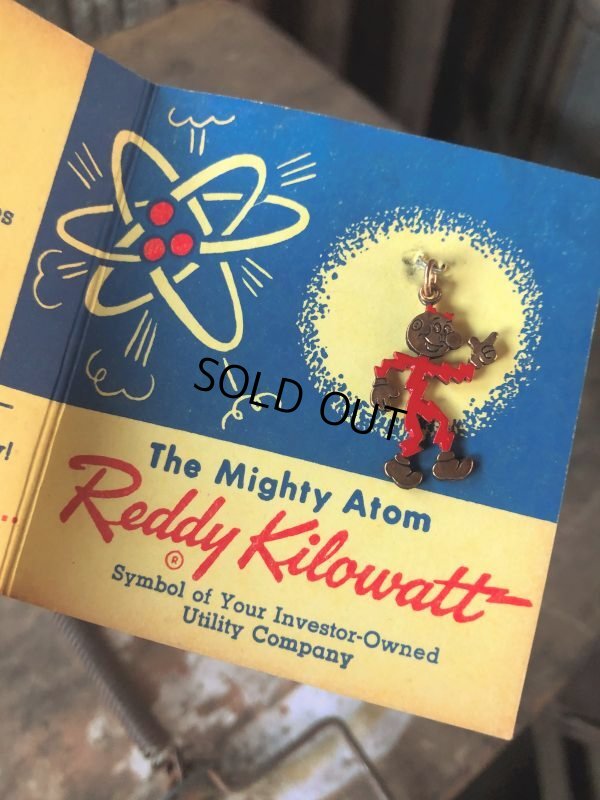 SOLD OUT
The Mighty Atom
Reddy Kilowatt
®
Symbol of Your Investor-Owned
Utility Company